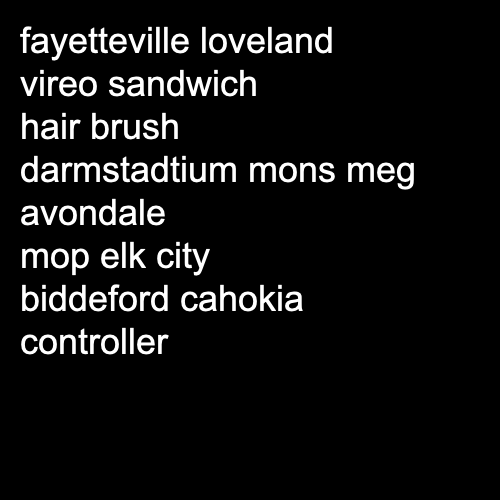 fayetteville loveland
vireo sandwich
hair brush
darmstadtium mons meg
avondale
mop elk city
biddeford cahokia
controller